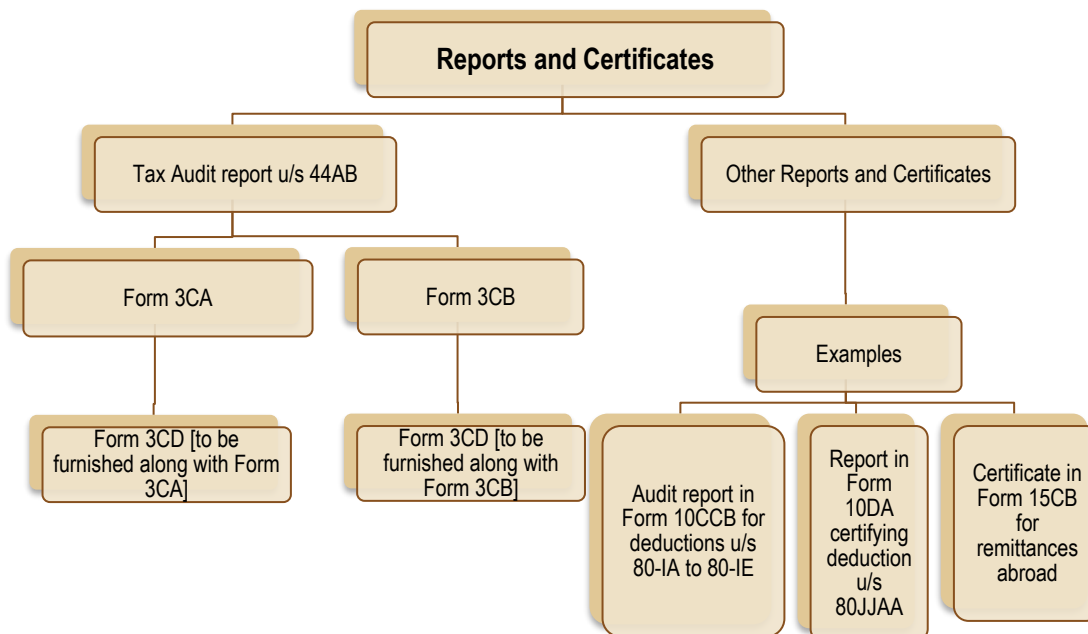 Reports and Certificates
Tax Audit report u/s 44AB
Other Reports and Certificates
Form 3CA
Form 3CB
Examples
Form 3CD [to be
furnished along with Form
3CA]
Form 3CD [to be
furnished along with
Form 3CB]
Audit report in
Form 10CCB for
deductions u/s
80-IA to 80-IE
Report in
Form
10DA
certifying
deduction
u/s
80JJAA
Certificate in
Form 15CB
for
remittances
abroad